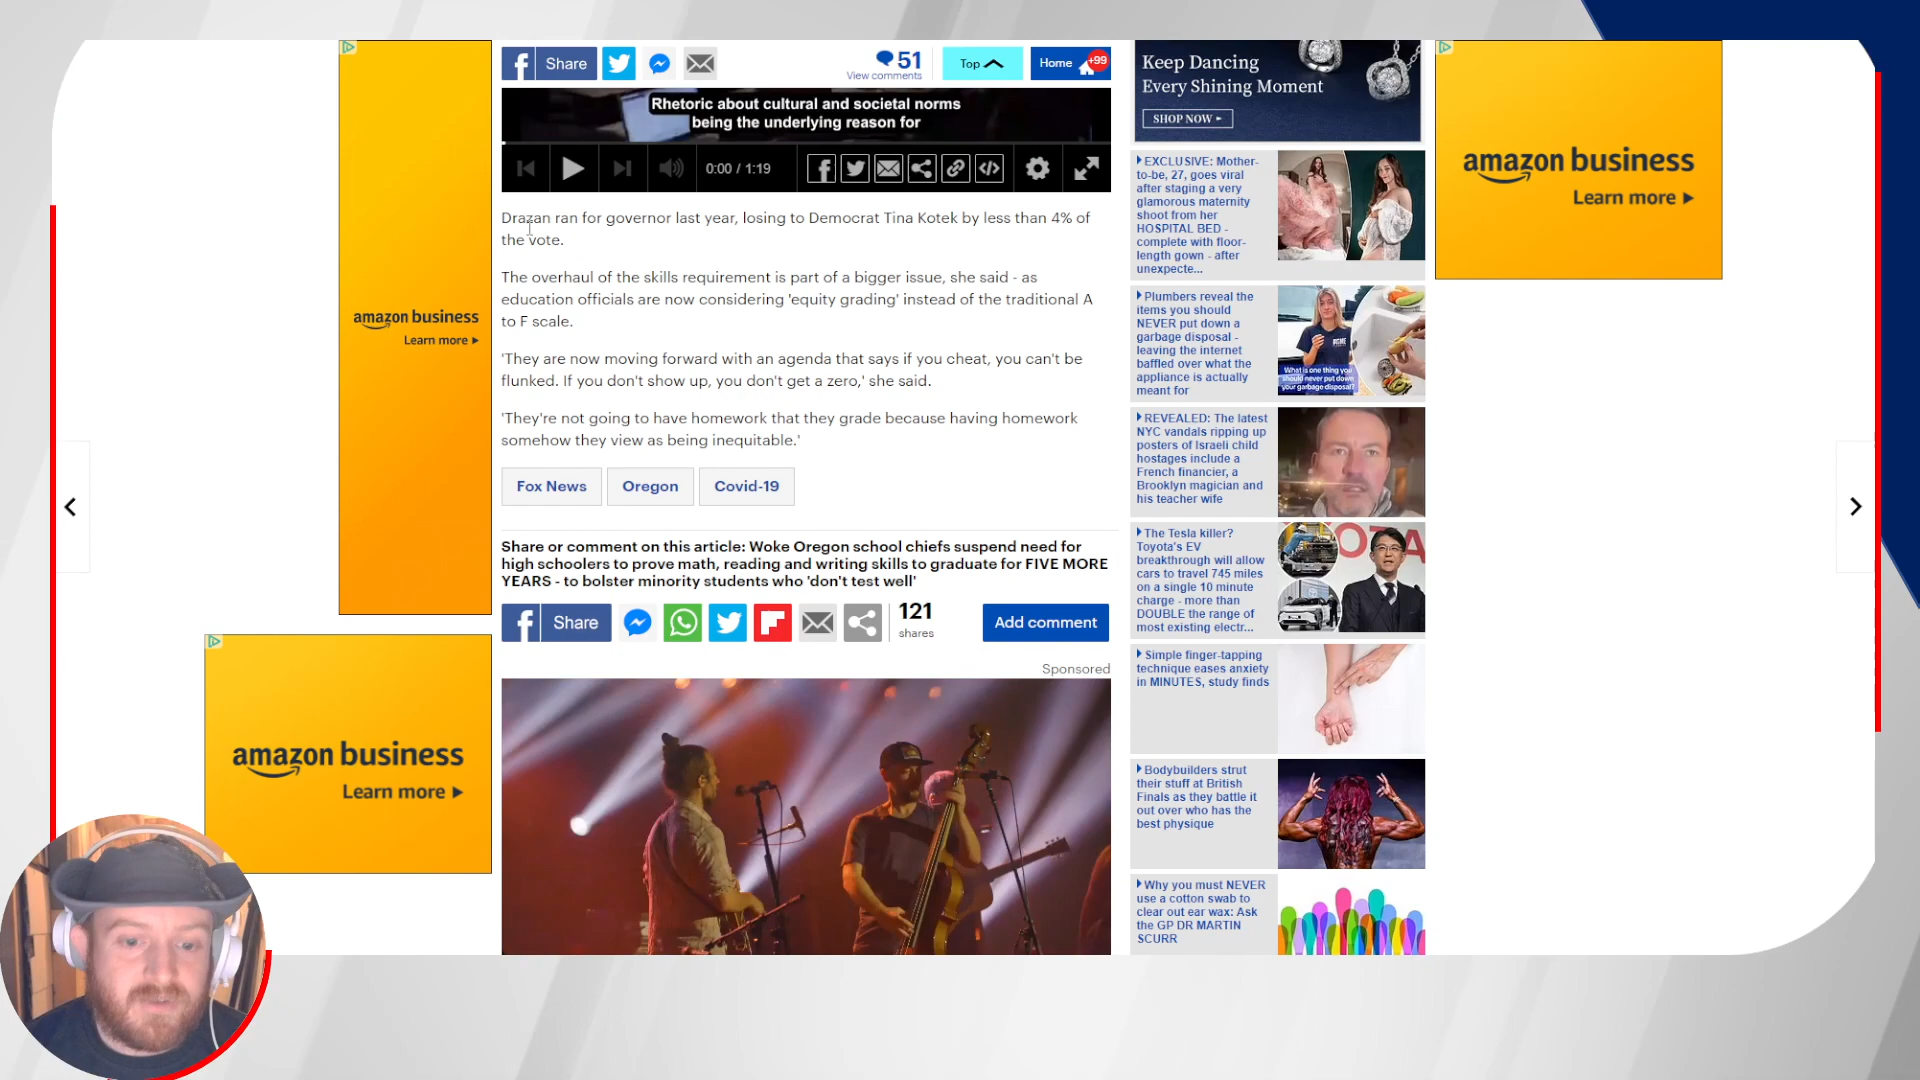 Share
51
View comments
Top
Home
+99
Rhetoric about cultural and societal norms
being the underlying reason for
0:00 / 1:19
Drazan ran for governor last year, losing to Democrat Tina Kotek by less than 4% of
the vote.
The overhaul of the skills requirement is part of a bigger issue, she said - as
education officials are now considering 'equity grading' instead of the traditional A
to F scale.
'They are now moving forward with an agenda that says if you cheat, you can't be
flunked. If you don't show up, you don't get a zero,' she said.
'They're not going to have homework that they grade because having homework
somehow they view as being inequitable.'
Fox News
Oregon
Covid-19
Share or comment on this article: Woke Oregon school chiefs suspend need for
high schoolers to prove math, reading and writing skills to graduate for FIVE MORE
YEARS - to bolster minority students who 'don't test well'
Share
121
shares
Add comment
Sponsored
amazon business
Learn more
amazon business
Learn more
Keep Dancing
Every Shining Moment
SHOP NOW
EXCLUSIVE: Mother-
to-be, 27, goes viral
after staging a very
glamorous maternity
shoot from her
HOSPITAL BED -
complete with floor-
length gown - after
unexpecte...
Plumbers reveal the
items you should
NEVER put down a
garbage disposal -
leaving the internet
baffled over what the
appliance is actually
meant for
What is one thing you
should never put down
your garbage disposal?
REVEALED: The latest
NYC vandals ripping up
posters of Israeli child
hostages include a
French financier, a
Brooklyn magician and
his teacher wife
The Tesla killer?
Toyota's EV
breakthrough will allow
cars to travel 745 miles
on a single 10 minute
charge - more than
DOUBLE the range of
most existing electr...
Simple finger-tapping
technique eases anxiety
in MINUTES, study finds
Bodybuilders strut
their stuff at British
Finals as they battle it
out over who has the
best physique
Why you must NEVER
use a cotton swab to
clear out ear wax: Ask
the GP DR MARTIN
SCURR
amazon business
Learn more